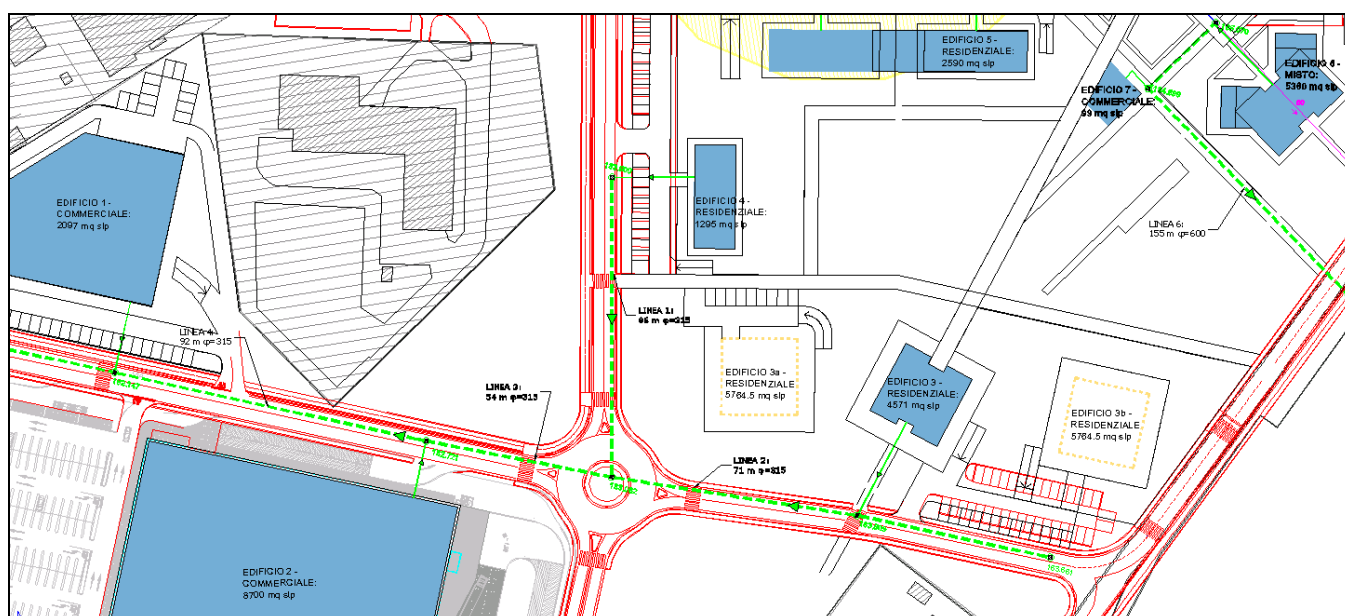 EDIFICIO 5 -
RESIDENZIALE:
2590 mq slp
EDIFICIO 6 -
MISTO:
5360 mq slp
EDIFICIO 7 -
COMMERCIALE:
99 mq slp
EDIFICIO 1 -
COMMERCIALE:
2097 mq slp
EDIFICIO 4 -
RESIDENZIALE:
1295 mq slp
LINEA 6:
155 m φ=600
LINEA 1:
96 m φ=315
LINEA 4:
92 m φ=315
EDIFICIO 3a -
RESIDENZIALE
5764.5 mq slp
EDIFICIO 3 -
RESIDENZIALE:
4571 mq slp
EDIFICIO 3b -
RESIDENZIALE
5764.5 mq slp
LINEA 3:
54 m φ=315
LINEA 2:
71 m φ=315
EDIFICIO 2 -
COMMERCIALE:
8700 mq slp